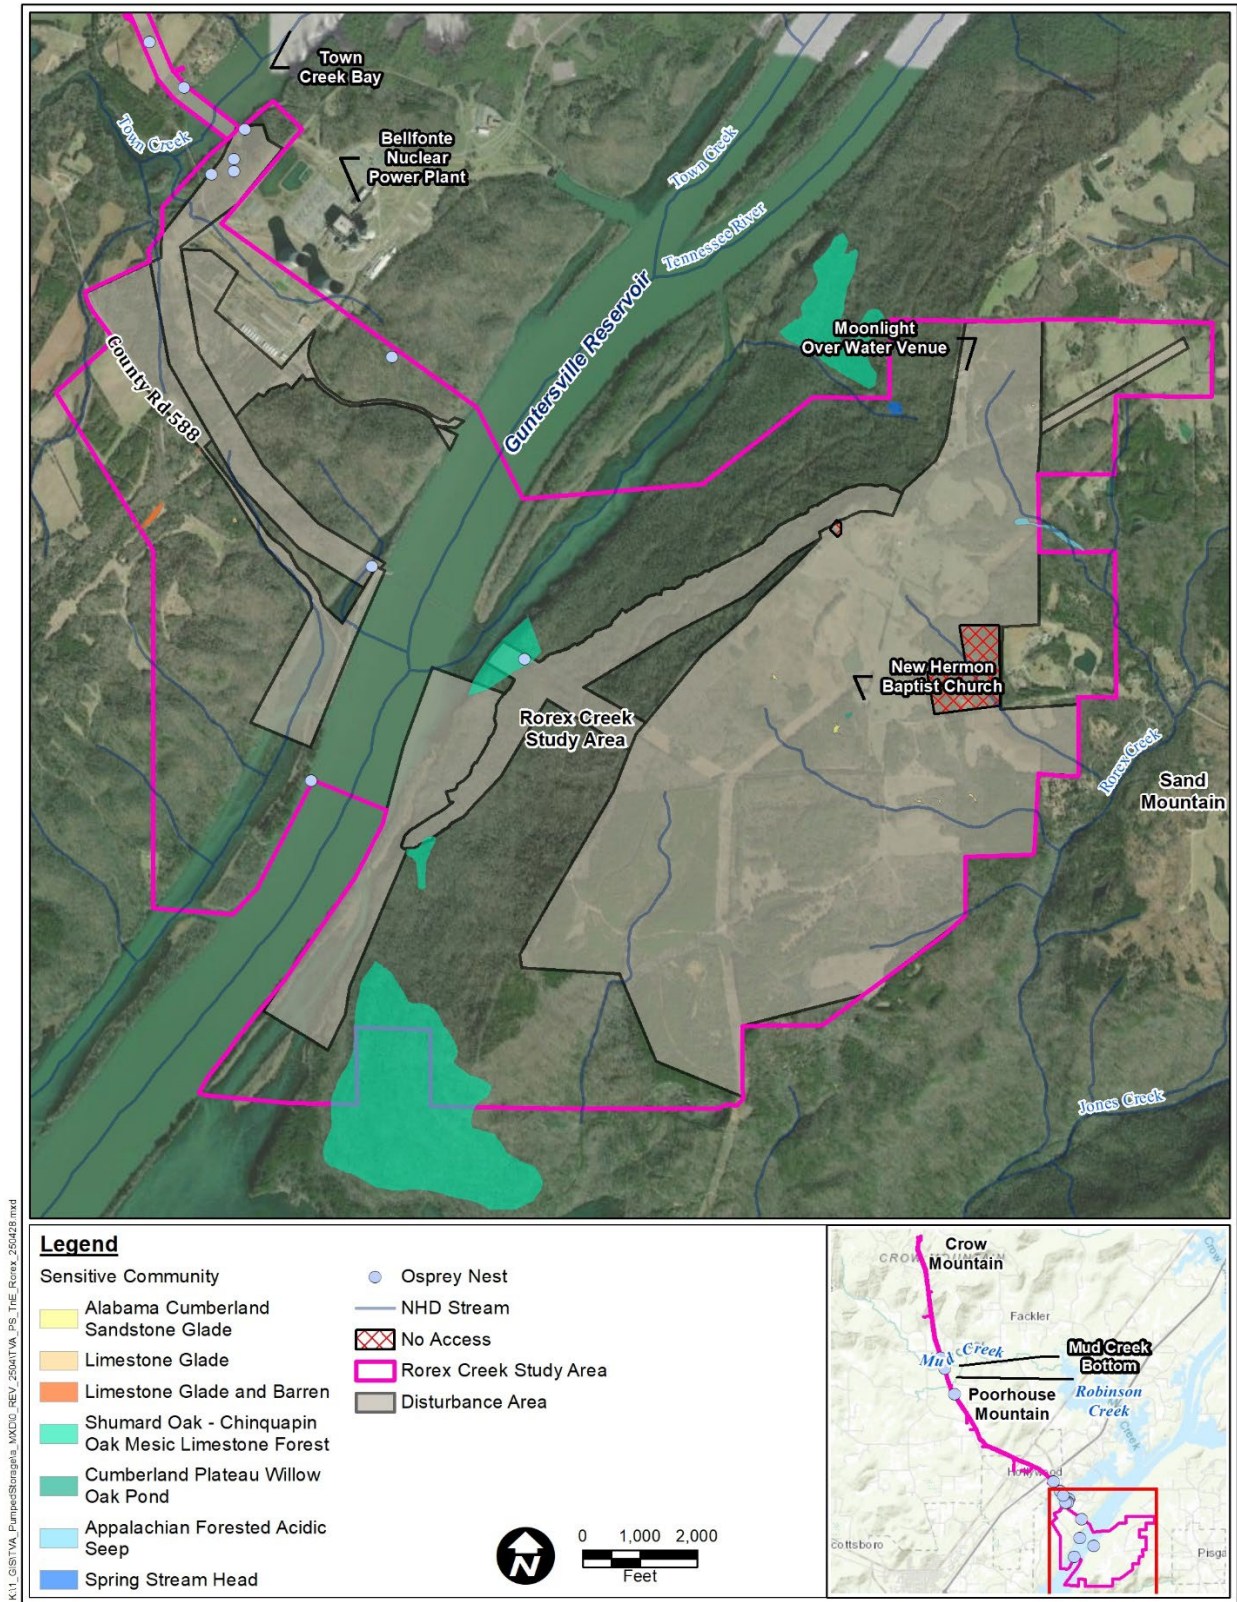 Town
Creek Bay
Town Creek
Bellfonte
Nuclear
Power Plant
Town Creek
Tennessee River
Guntersville Reservoir
Moonlight
Over Water Venue
County Rd 588
New Hermon
Baptist Church
Rorex Creek
Study Area
Rorex Creek
Sand
Mountain
Jones Creek
Legend
Sensitive Community
Alabama Cumberland
Sandstone Glade
Limestone Glade
Limestone Glade and Barren
Shumard Oak - Chinquapin
Oak Mesic Limestone Forest
Cumberland Plateau Willow
Oak Pond
Appalachian Forested Acidic
Seep
Spring Stream Head
Osprey Nest
NHD Stream
No Access
Rorex Creek Study Area
Disturbance Area
N
0 1,000 2,000
Feet
Crow
Mountain
CROW MOUNTAIN
Fackler
Mud Creek
Mud Creek
Bottom
Robinson
Creek
Poorhouse
Mountain
Hollywood
cottsboro
Pisga